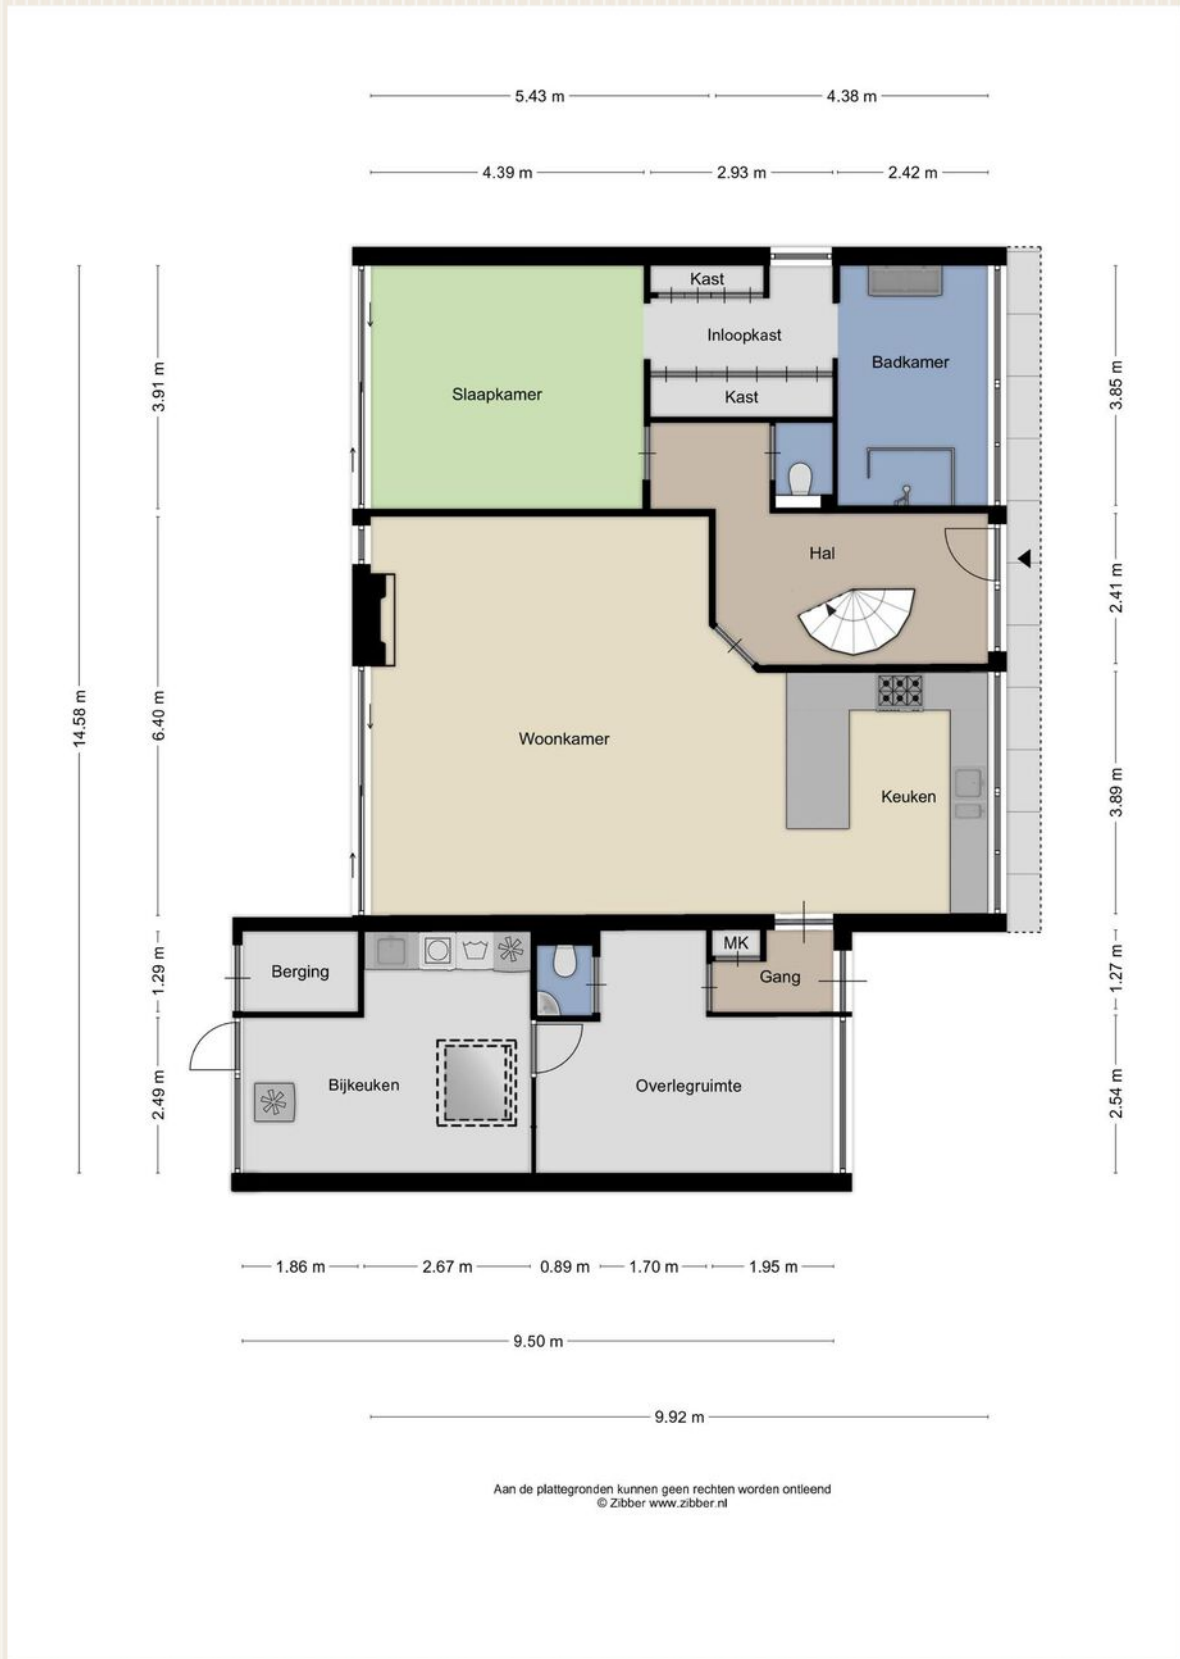 5.43 m
4.38 m
4.39 m
2.93 m
2.42 m
Kast
Inloopkast
Badkamer
3.91 m
3.85 m
Slaapkamer
Kast
Hal
2.41 m
14.58 m
6.40 m
Woonkamer
Keuken
3.89 m
MK
1.29 m
Berging
Gang
1.27 m
2.49 m
Bijkeuken
Overlegruimte
2.54 m
1.86 m
2.67 m
0.89 m
1.70 m
1.95 m
9.50 m
9.92 m
Aan de plattegronden kunnen geen rechten worden ontleend
© Zibber www.zibber.nl